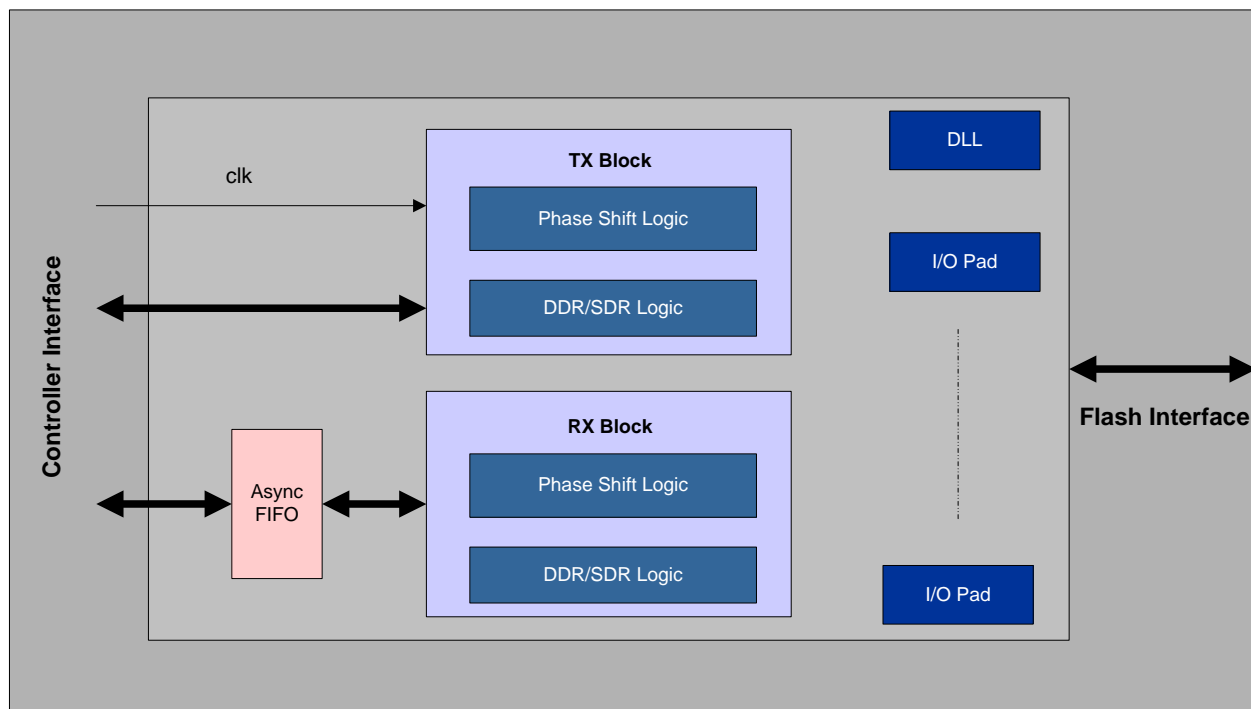 Controller Interface
clk
TX Block
Phase Shift Logic
DDR/SDR Logic
Async
FIFO
RX Block
Phase Shift Logic
DDR/SDR Logic
DLL
I/O Pad
I/O Pad
Flash Interface